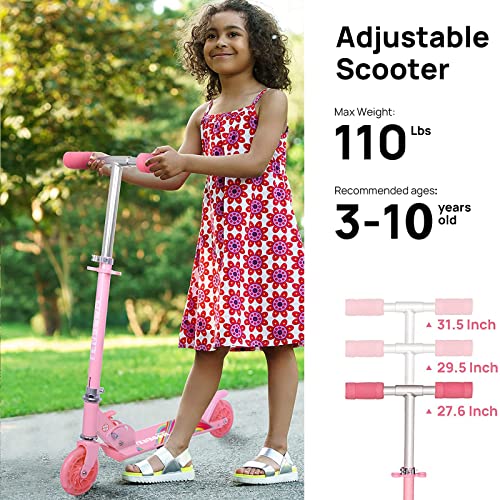 Adjustable
Scooter
Max Weight:
110 Lbs
Recommended ages:
3-10 years
old
31.5 Inch
29.5 Inch
27.6 Inch